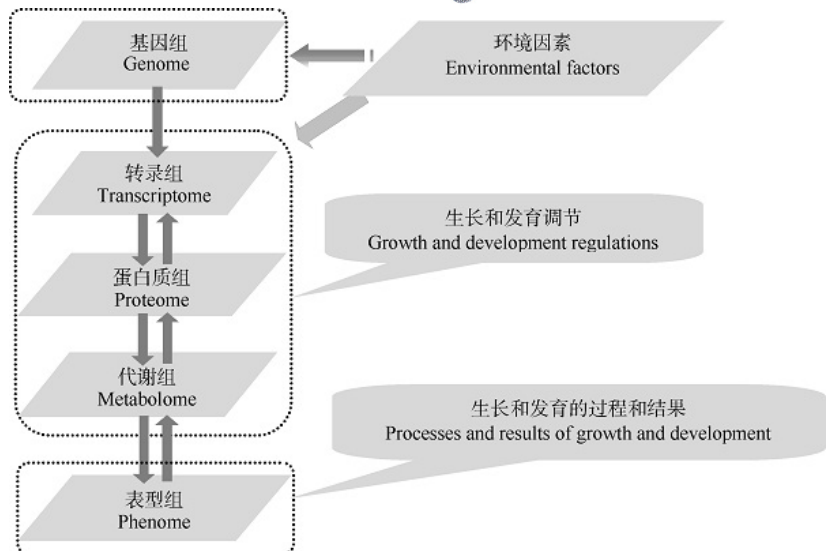 基因组
Genome
环境因素
Environmental factors
转录组
Transcriptome
生长和发育调节
Growth and development regulations
蛋白质组
Proteome
代谢组
Metabolome
生长和发育的过程和结果
Processes and results of growth and development
表型组
Phenome